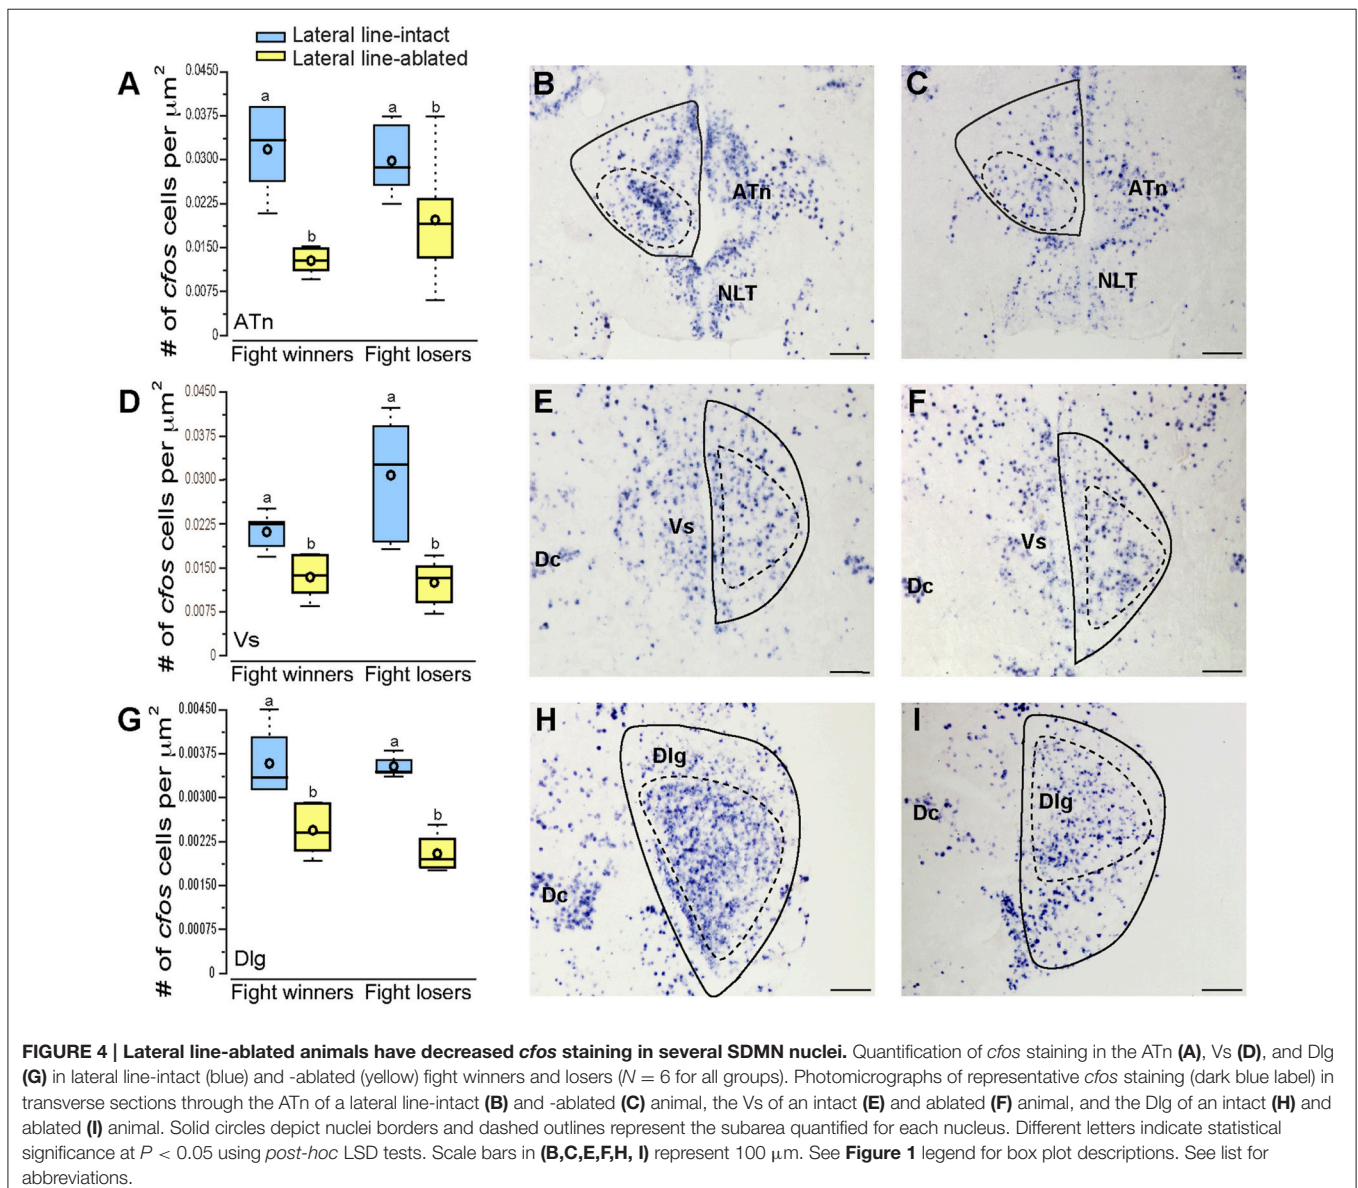 Lateral line-intact
Lateral line-ablated
A
# of cfos cells per µm²
0.0450
0.0375
0.0300
0.0225
0.0150
0.0075
0
a
b
a
b
ATn
Fight winners Fight losers
B
ATn
NLT
C
ATn
NLT
D
# of cfos cells per µm²
0.0450
0.0375
0.0300
0.0225
0.0150
0.0075
0
a
b
a
b
Vs
Fight winners Fight losers
E
Vs
Dc
F
Vs
Dc
G
# of cfos cells per µm²
0.00450
0.00375
0.00300
0.00225
0.00150
0.00075
0
a
b
a
b
Dlg
Fight winners Fight losers
H
Dlg
Dc
I
Dlg
Dc
FIGURE 4 | Lateral line-ablated animals have decreased cfos staining in several SDMN nuclei. Quantification of cfos staining in the ATn (A), Vs (D), and Dlg
(G) in lateral line-intact (blue) and -ablated (yellow) fight winners and losers (N = 6 for all groups). Photomicrographs of representative cfos staining (dark blue label) in
transverse sections through the ATn of a lateral line-intact (B) and -ablated (C) animal, the Vs of an intact (E) and ablated (F) animal, and the Dlg of an intact (H) and
ablated (I) animal. Solid circles depict nuclei borders and dashed outlines represent the subarea quantified for each nucleus. Different letters indicate statistical
significance at P < 0.05 using post-hoc LSD tests. Scale bars in (B,C,E,F,H, I) represent 100 µm. See Figure 1 legend for box plot descriptions. See list for
abbreviations.